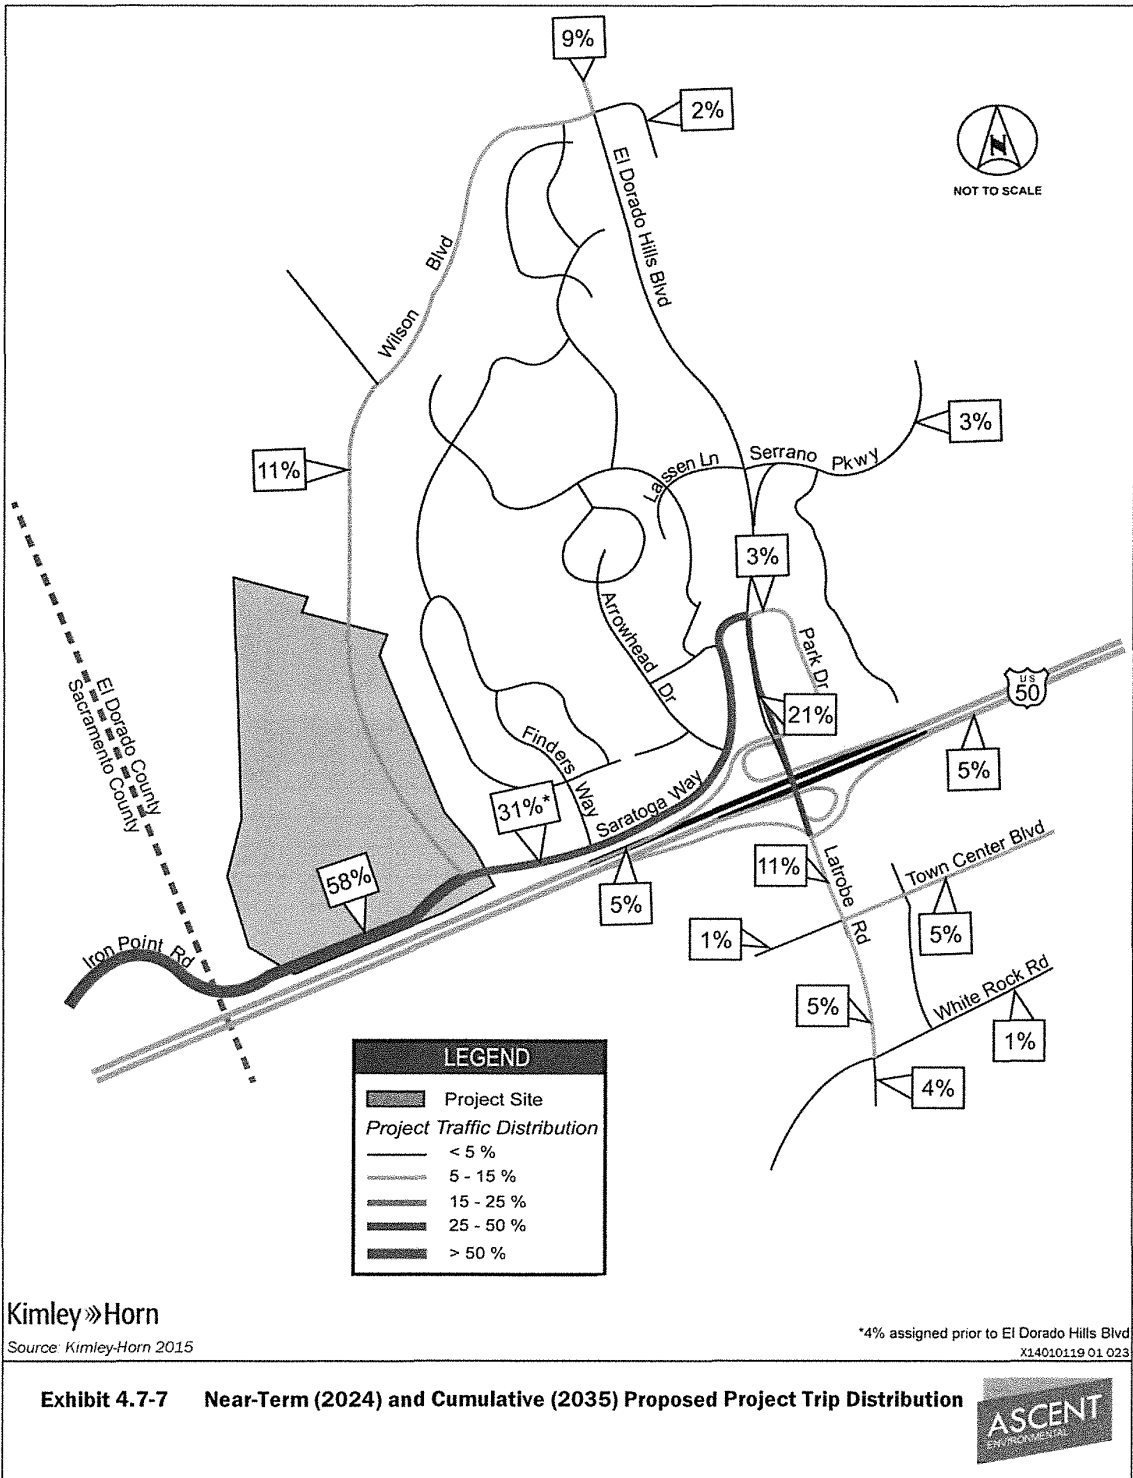 9%
2%
N
NOT TO SCALE
El Dorado Hills Blvd
Wilson Blvd
3%
Lassen Ln
Serrano Pkwy
11%
3%
Arrowhead Dr
Park Dr
El Dorado County
Sacramento County
US
50
21%
Finders Way
5%
31%*
Saratoga Way
58%
11%
Latrobe Rd
Town Center Blvd
5%
1%
5%
Iron Point Rd
5%
White Rock Rd
1%
4%
LEGEND
Project Site
Project Traffic Distribution
< 5 %
5 - 15 %
15 - 25 %
25 - 50 %
> 50 %
Kimley»Horn
Source: Kimley-Horn 2015
*4% assigned prior to El Dorado Hills Blvd
X14010119 01 023
Exhibit 4.7-7 Near-Term (2024) and Cumulative (2035) Proposed Project Trip Distribution
ASCENT
ENVIRONMENTAL